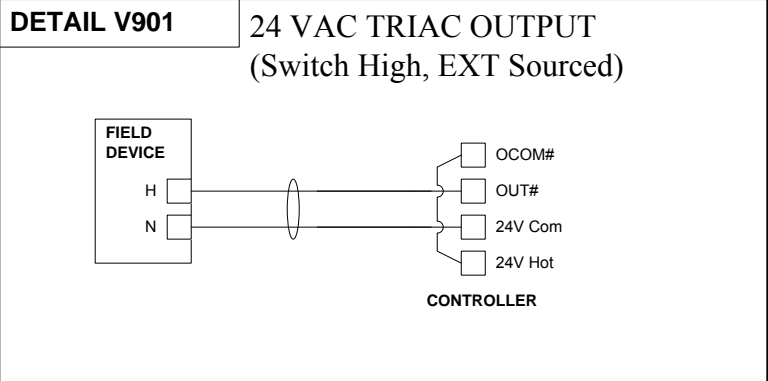 DETAIL V901
24 VAC TRIAC OUTPUT
(Switch High, EXT Sourced)
FIELD
DEVICE
H
N
OCOM#
OUT#
24V Com
24V Hot
CONTROLLER